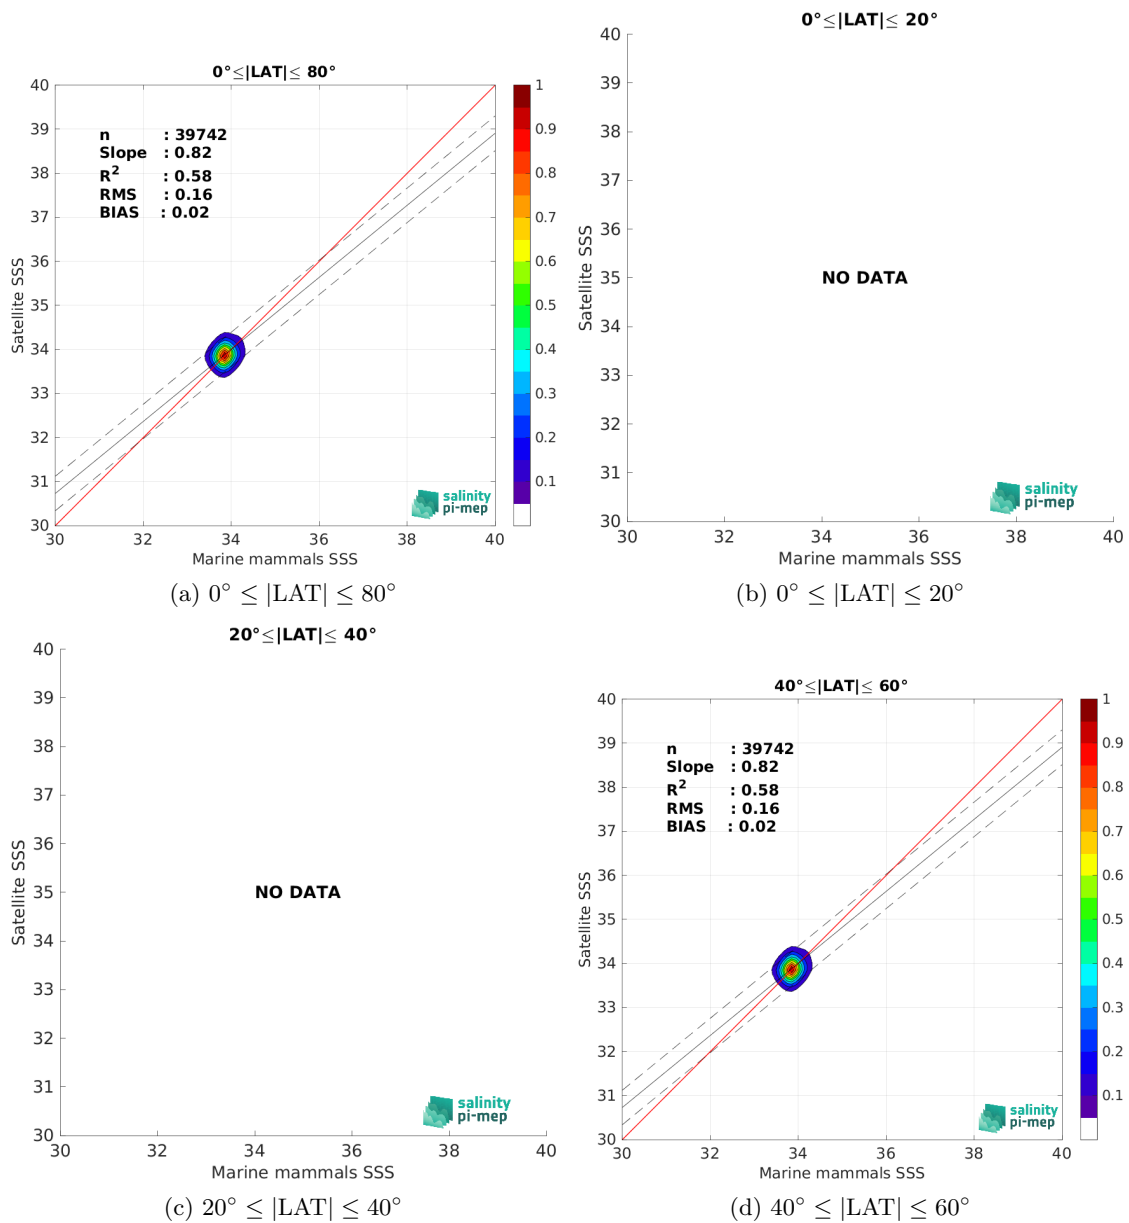 0°≤|LAT|≤ 80°
40
39
38
37
36
35
34
33
32
31
30
Satellite SSS
n : 39742
Slope : 0.82
R² : 0.58
RMS : 0.16
BIAS : 0.02
1
0.9
0.8
0.7
0.6
0.5
0.4
0.3
0.2
0.1
salinity
pi-mep
30 32 34 36 38 40
Marine mammals SSS
(a) 0° ≤ |LAT| ≤ 80°
0°≤|LAT|≤ 20°
40
39
38
37
36
35
34
33
32
31
30
Satellite SSS
NO DATA
salinity
pi-mep
30 32 34 36 38 40
Marine mammals SSS
(b) 0° ≤ |LAT| ≤ 20°
20°≤|LAT|≤ 40°
40
39
38
37
36
35
34
33
32
31
30
Satellite SSS
NO DATA
salinity
pi-mep
30 32 34 36 38 40
Marine mammals SSS
(c) 20° ≤ |LAT| ≤ 40°
40°≤|LAT|≤ 60°
40
39
38
37
36
35
34
33
32
31
30
Satellite SSS
n : 39742
Slope : 0.82
R² : 0.58
RMS : 0.16
BIAS : 0.02
1
0.9
0.8
0.7
0.6
0.5
0.4
0.3
0.2
0.1
salinity
pi-mep
30 32 34 36 38 40
Marine mammals SSS
(d) 40° ≤ |LAT| ≤ 60°